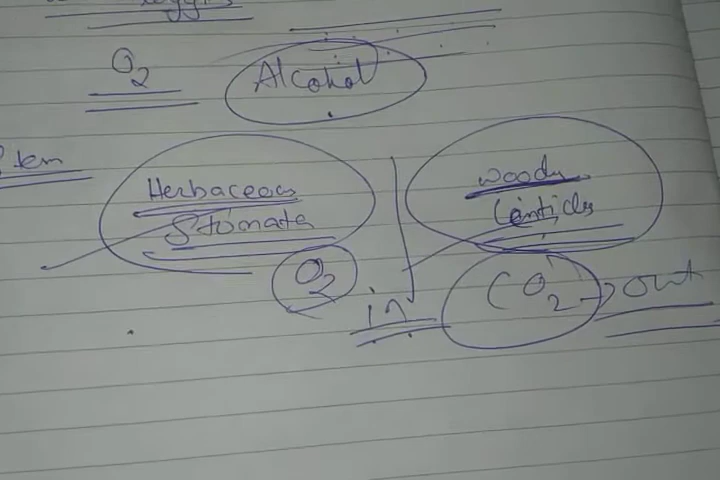 O2 Alcohol
Stem Herbaceous Woody
Stomata Lenticles
O2 in CO2 → out